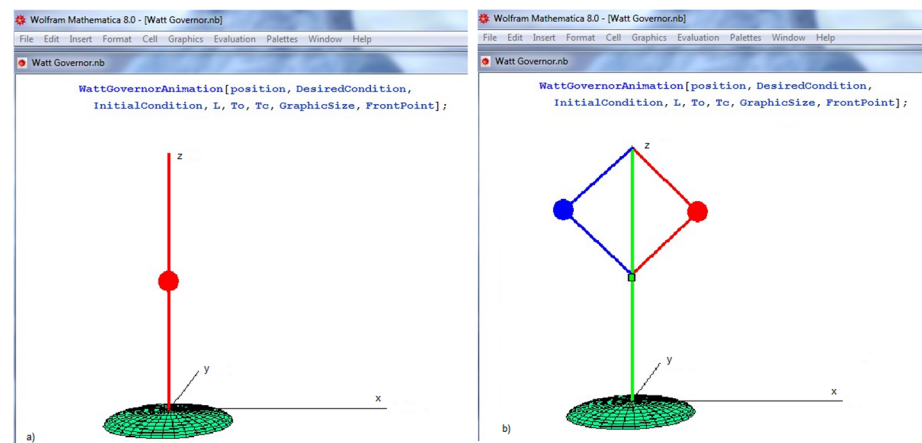 Wolfram Mathematica 8.0 - [Watt Governor.nb]
File Edit Insert Format Cell Graphics Evaluation Palettes Window Help
Watt Governor.nb
WattGovernorAnimation[position, DesiredCondition,
InitialCondition, L, To, Tc, GraphicSize, FrontPoint];
z
y
x
a)
Wolfram Mathematica 8.0 - [Watt Governor.nb]
File Edit Insert Format Cell Graphics Evaluation Palettes Window Help
Watt Governor.nb
WattGovernorAnimation[position, DesiredCondition,
InitialCondition, L, To, Tc, GraphicSize, FrontPoint];
z
y
x
b)